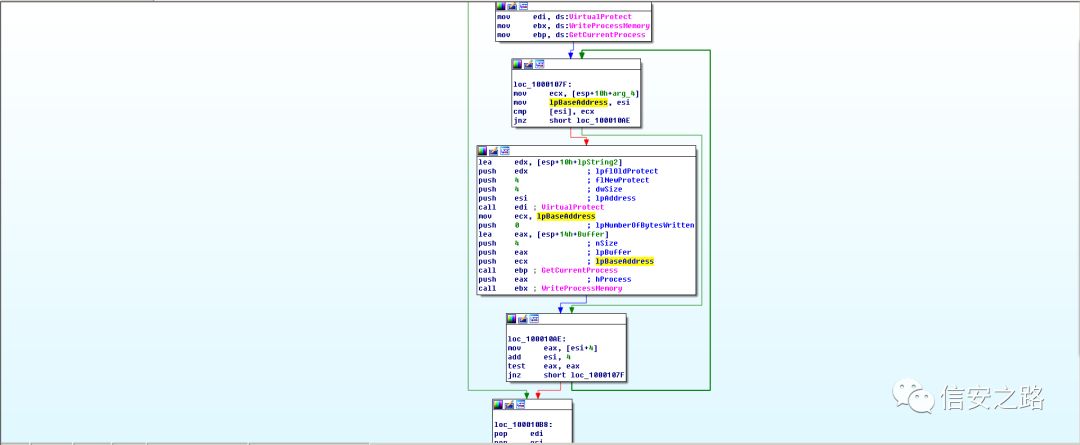 mov edi, ds:VirtualProtect
mov ebx, ds:WriteProcessMemory
mov ebp, ds:GetCurrentProcess
loc_1000107F:
mov ecx, [esp+10h+arg_4]
mov lpBaseAddress, esi
cmp [esi], ecx
jnz short loc_100010AE
lea edx, [esp+10h+lpString2]
push edx ; lpflOldProtect
push 4 ; flNewProtect
push 4 ; dwSize
push esi ; lpAddress
call edi ; VirtualProtect
mov ecx, lpBaseAddress
push 0 ; lpNumberOfBytesWritten
lea eax, [esp+14h+Buffer]
push 4 ; nSize
push eax ; lpBuffer
push ecx ; lpBaseAddress
call ebp ; GetCurrentProcess
push eax ; hProcess
call ebx ; WriteProcessMemory
loc_100010AE:
mov eax, [esi+4]
add esi, 4
test eax, eax
jnz short loc_1000107F
loc_100010B8:
pop edi
信安之路